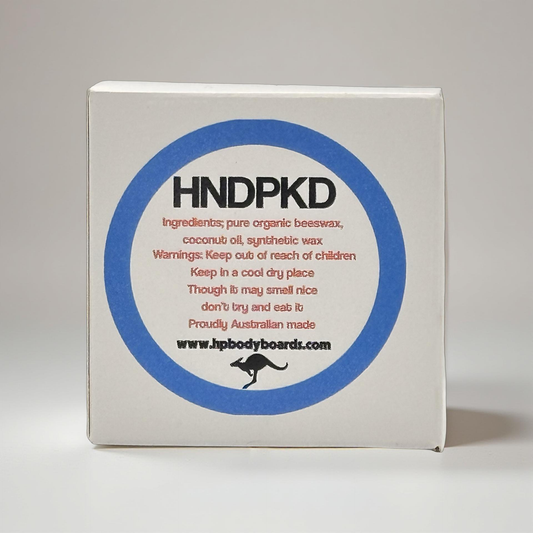 HNDPKD
Ingredients; pure organic beeswax,
coconut oil, synthetic wax
Warnings: Keep out of reach of children
Keep in a cool dry place
Though it may smell nice
don't try and eat it
Proudly Australian made
www.hpbodyboards.com